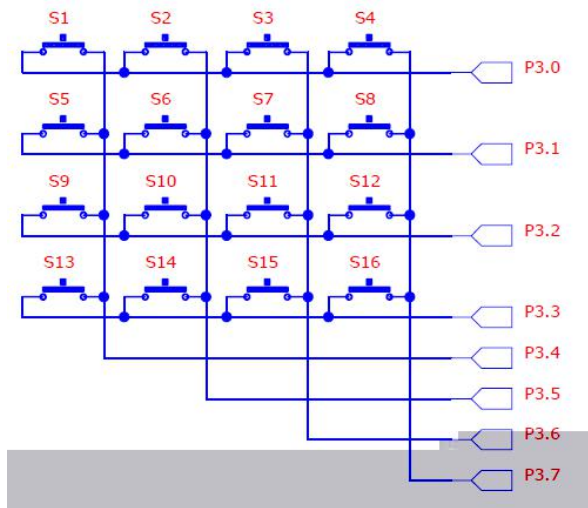 S1 S2 S3 S4
P3.0
S5 S6 S7 S8
P3.1
S9 S10 S11 S12
P3.2
S13 S14 S15 S16
P3.3
P3.4
P3.5
P3.6
P3.7